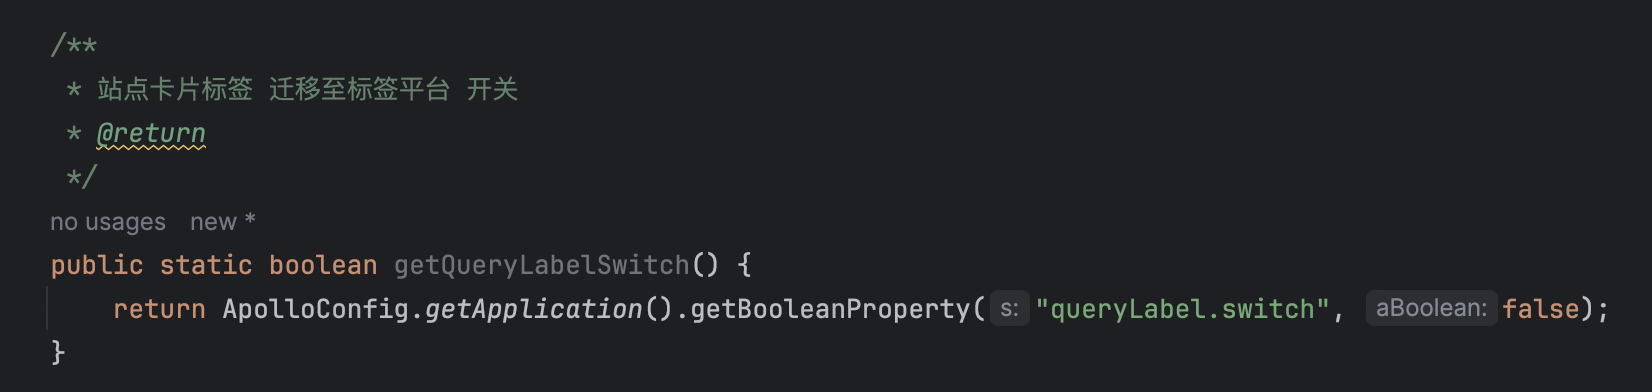 /**
* 站点卡片标签 迁移至标签平台 开关
* @return
*/
no usages new *
public static boolean getQueryLabelSwitch() {
return ApolloConfig.getApplication().getBooleanProperty( s: "queryLabel.switch", aBoolean: false);
}